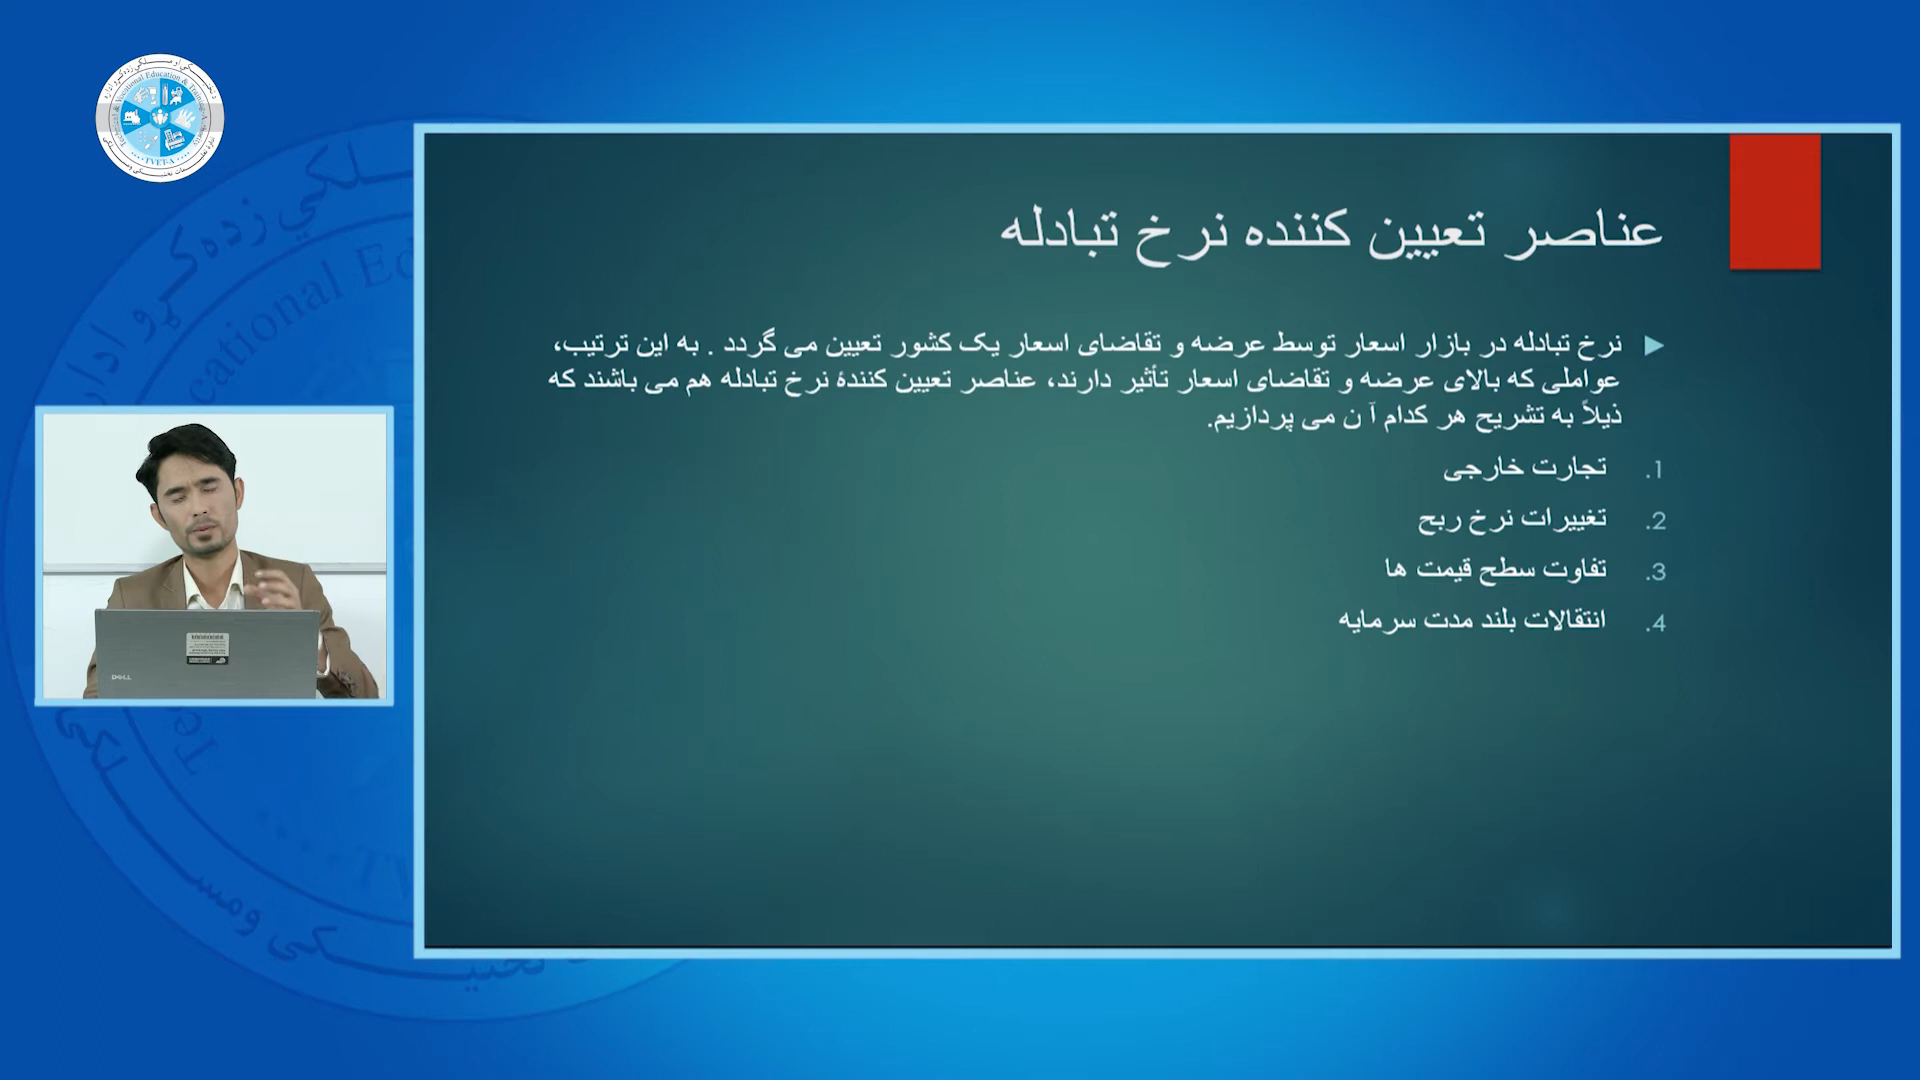 عناصر تعیین کننده نرخ تبادله
نرخ تبادله در بازار اسعار توسط عرضه و تقاضای اسعار یک کشور تعیین می گردد . به این ترتیب،
عواملی که بالای عرضه و تقاضای اسعار تأثیر دارند، عناصر تعیین کنندۀ نرخ تبادله هم می باشند که
ذیلاً به تشریح هر کدام آ ن می پردازیم.
1. تجارت خارجی
2. تغییرات نرخ ربح
3. تفاوت سطح قیمت ها
4. انتقالات بلند مدت سرمایه
TVET-A
DELL